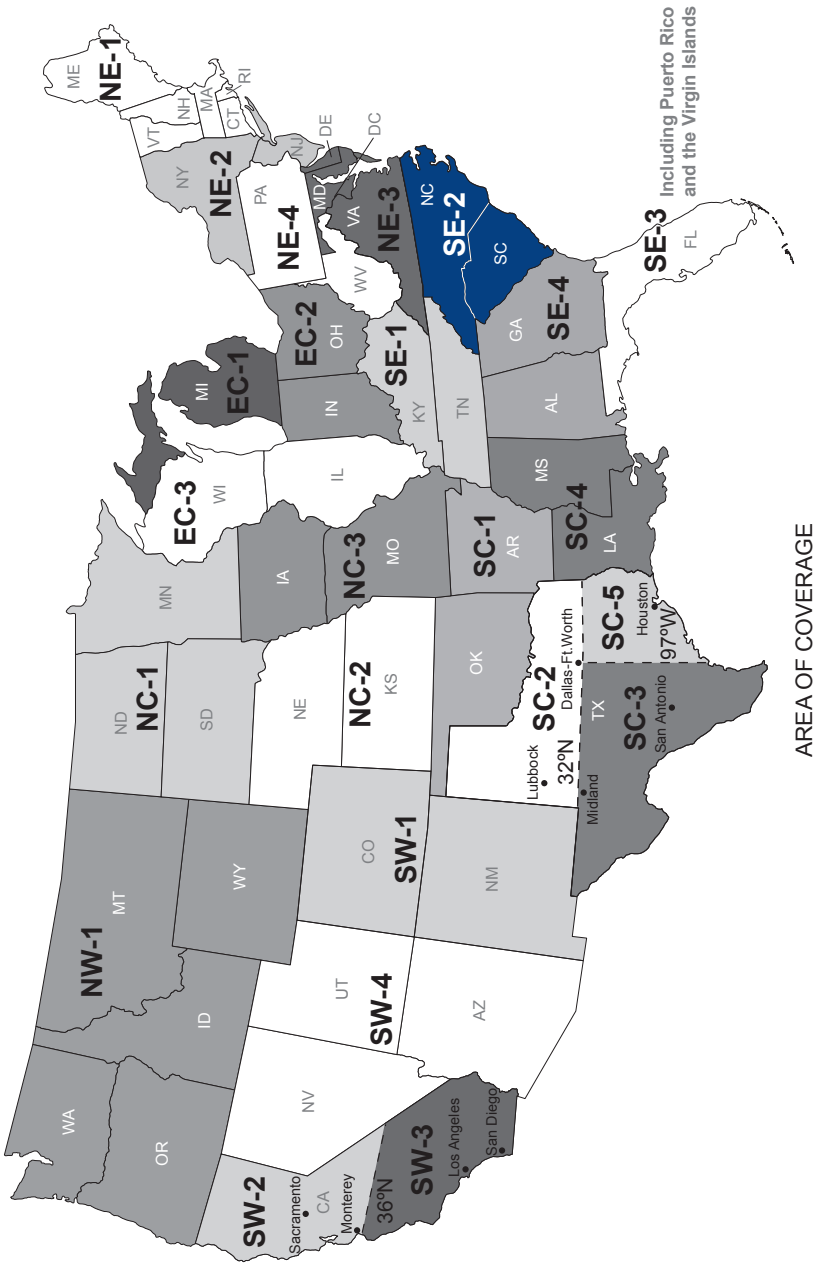 WA
OR
ID
MT
NW-1
WY
ND
NC-1
SD
MN
NE
NC-2
KS
IA
NC-3
MO
EC-3
WI
IL
MI
EC-1
IN
EC-2
OH
ME
NE-1
VT
NH
MA
CT
RI
NY
NE-2
NJ
PA
NE-4
DE
MD
DC
VA
NE-3
WV
KY
SE-1
TN
NC
SE-2
SC
GA
SE-4
AL
SE-3
FL
Including Puerto Rico
and the Virgin Islands
MS
SC-4
LA
SC-1
AR
OK
SC-2
Lubbock
Dallas-Ft.Worth
32ºN
Midland
TX
SC-3
San Antonio
SC-5
Houston
97ºW
CO
SW-1
NM
UT
SW-4
AZ
NV
SW-2
Sacramento
CA
Monterey
36ºN
SW-3
Los Angeles
San Diego
AREA OF COVERAGE